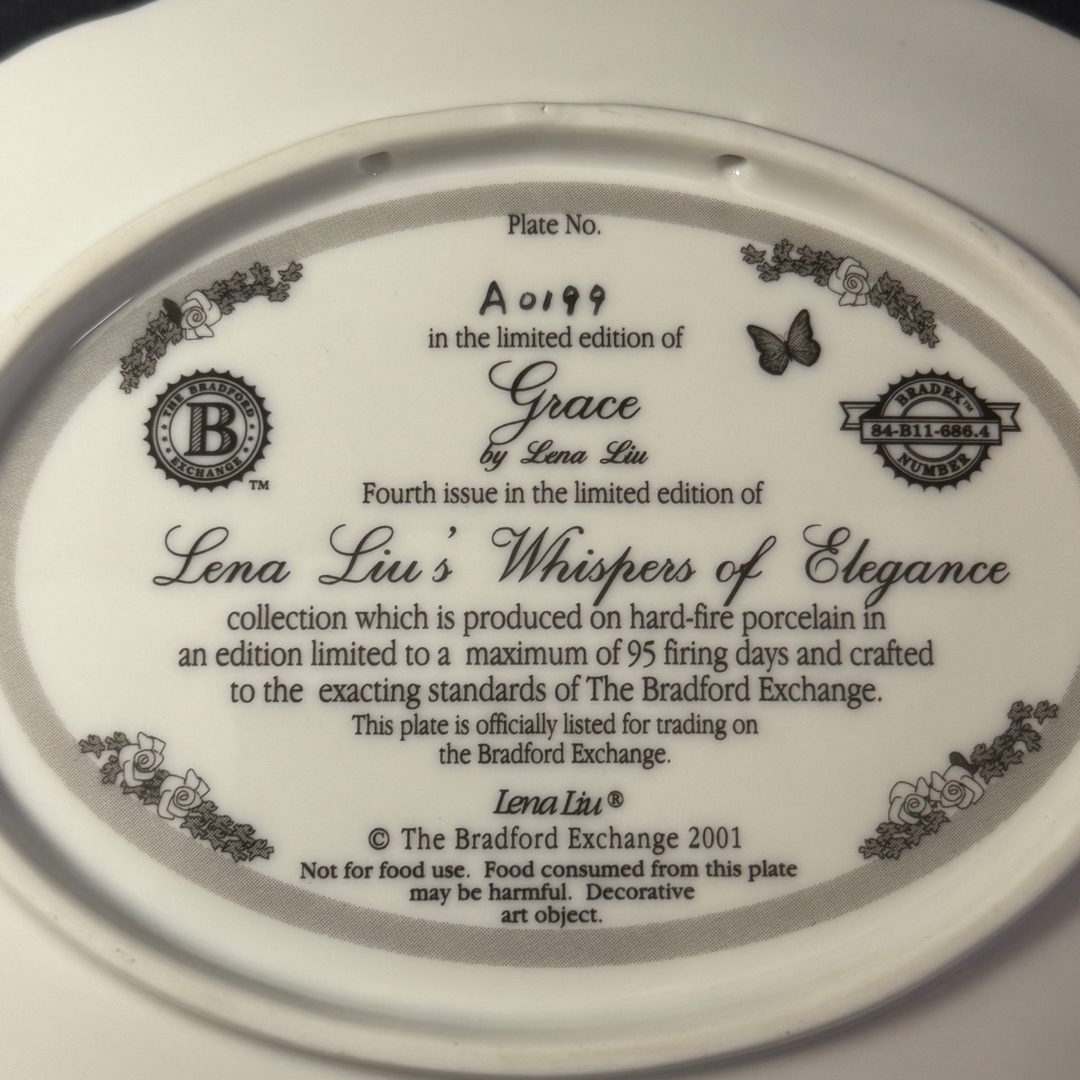 Plate No.
A0199
in the limited edition of
Grace
by Lena Liu
THE BRADFORD
B
EXCHANGE
TM
BRADEX™
84-B11-686.4
NUMBER
Fourth issue in the limited edition of
Lena Liu's Whispers of Elegance
collection which is produced on hard-fire porcelain in
an edition limited to a maximum of 95 firing days and crafted
to the exacting standards of The Bradford Exchange.
This plate is officially listed for trading on
the Bradford Exchange.
Lena Liu®
© The Bradford Exchange 2001
Not for food use. Food consumed from this plate
may be harmful. Decorative
art object.